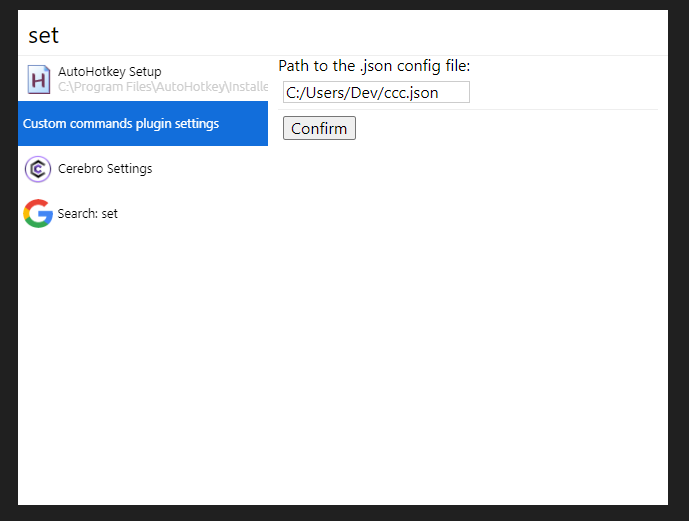 set
AutoHotkey Setup
C:\Program Files\AutoHotkey\Installe
Custom commands plugin settings
Cerebro Settings
Search: set
Path to the .json config file:
C:/Users/Dev/ccc.json
Confirm